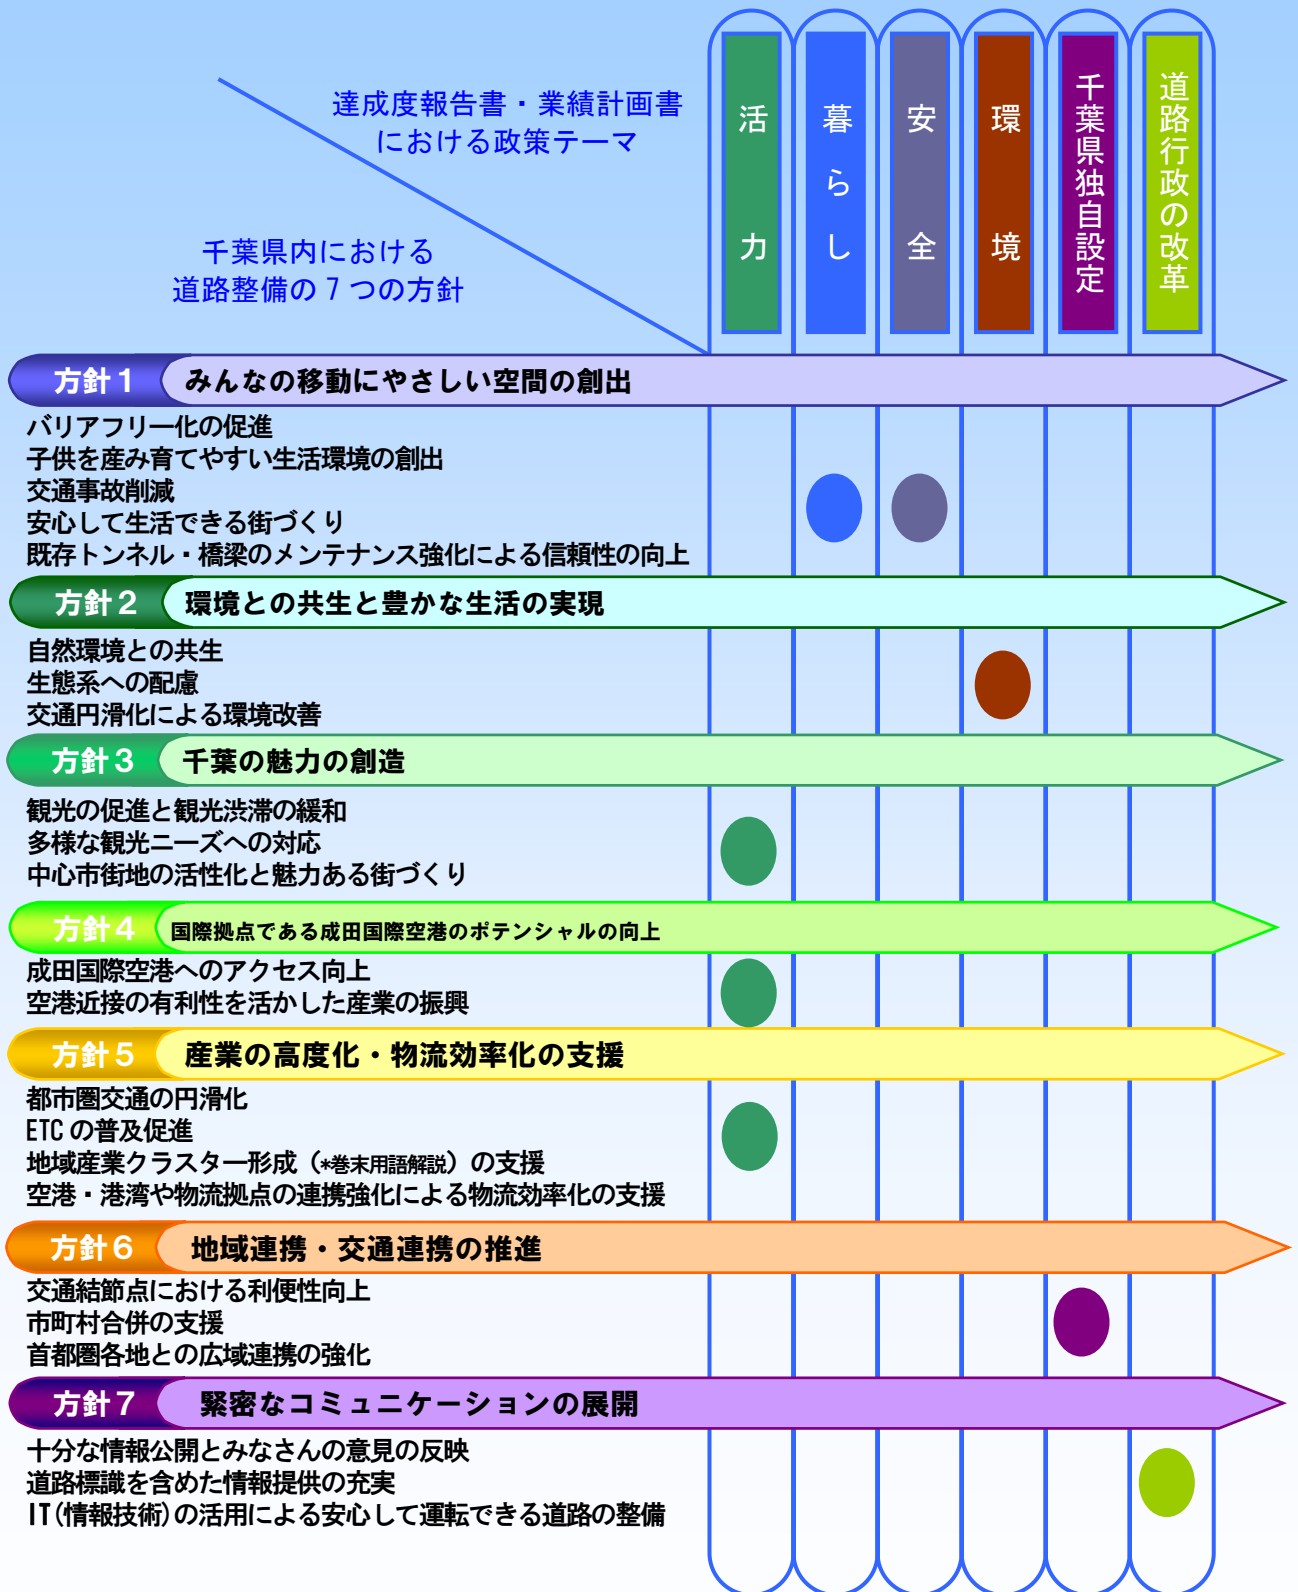 達成度報告書・業績計画書
における政策テーマ
千葉県内における
道路整備の7つの方針
活力
暮らし
安全
環境
千葉県独自設定
道路行政の改革
方針1 みんなの移動にやさしい空間の創出
バリアフリー化の促進
子供を産み育てやすい生活環境の創出
交通事故削減
安心して生活できる街づくり
既存トンネル・橋梁のメンテナンス強化による信頼性の向上
方針2 環境との共生と豊かな生活の実現
自然環境との共生
生態系への配慮
交通円滑化による環境改善
方針3 千葉の魅力の創造
観光の促進と観光渋滞の緩和
多様な観光ニーズへの対応
中心市街地の活性化と魅力ある街づくり
方針4 国際拠点である成田国際空港のポテンシャルの向上
成田国際空港へのアクセス向上
空港近接の有利性を活かした産業の振興
方針5 産業の高度化・物流効率化の支援
都市圏交通の円滑化
ETCの普及促進
地域産業クラスター形成（*巻末用語解説）の支援
空港・港湾や物流拠点の連携強化による物流効率化の支援
方針6 地域連携・交通連携の推進
交通結節点における利便性向上
市町村合併の支援
首都圏各地との広域連携の強化
方針7 緊密なコミュニケーションの展開
十分な情報公開とみなさんの意見の反映
道路標識を含めた情報提供の充実
IT(情報技術)の活用による安心して運転できる道路の整備